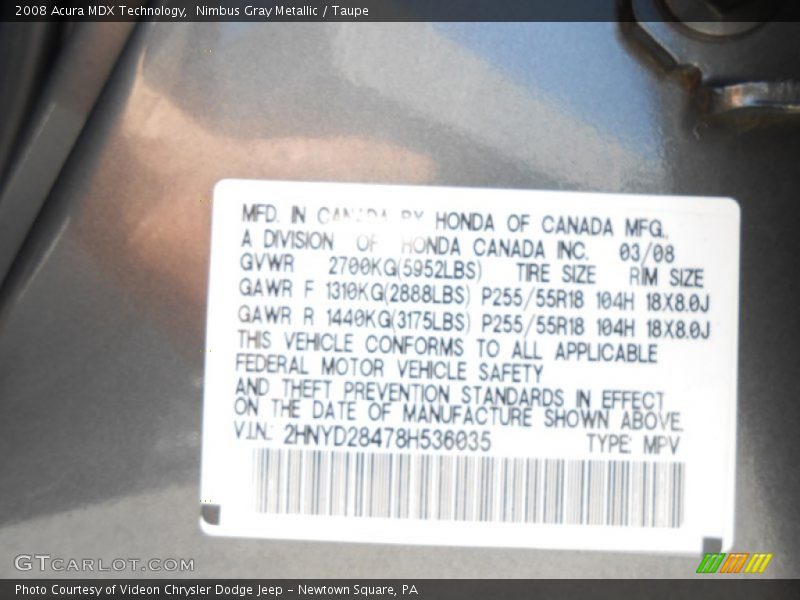 2008 Acura MDX Technology, Nimbus Gray Metallic / Taupe
MFD. IN CANADA BY HONDA OF CANADA MFG.,
A DIVISION OF HONDA CANADA INC. 03/08
GVWR 2700KG(5952LBS) TIRE SIZE RIM SIZE
GAWR F 1310KG(2888LBS) P255/55R18 104H 18X8.0J
GAWR R 1440KG(3175LBS) P255/55R18 104H 18X8.0J
THIS VEHICLE CONFORMS TO ALL APPLICABLE
FEDERAL MOTOR VEHICLE SAFETY
AND THEFT PREVENTION STANDARDS IN EFFECT
ON THE DATE OF MANUFACTURE SHOWN ABOVE.
V.I.N.: 2HNYD28478H536035 TYPE: MPV
GTCARLOT.COM
Photo Courtesy of Videon Chrysler Dodge Jeep - Newtown Square, PA